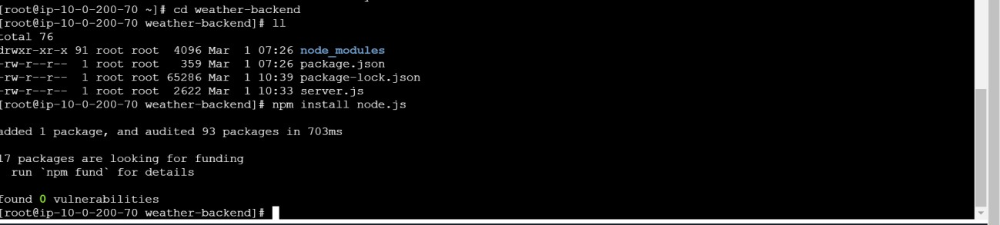 [root@ip-10-0-200-70 ~]# cd weather-backend
[root@ip-10-0-200-70 weather-backend]# ll
total 76
drwxr-xr-x 91 root root  4096 Mar  1 07:26 node_modules
-rw-r--r--  1 root root   359 Mar  1 07:26 package.json
-rw-r--r--  1 root root 65286 Mar  1 10:39 package-lock.json
-rw-r--r--  1 root root  2622 Mar  1 10:33 server.js
[root@ip-10-0-200-70 weather-backend]# npm install node.js
added 1 package, and audited 93 packages in 703ms
17 packages are looking for funding
  run `npm fund` for details
found 0 vulnerabilities
[root@ip-10-0-200-70 weather-backend]#